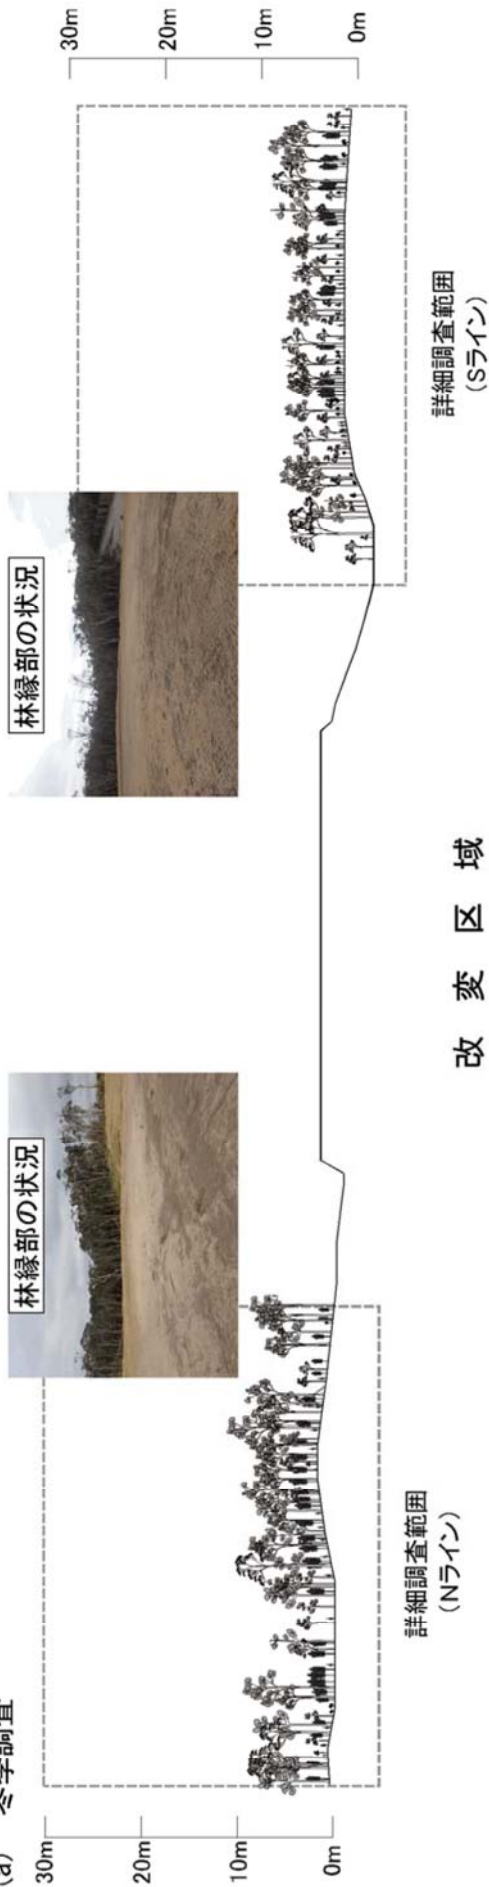 (a) 冬季調査
30m
20m
10m
0m
林縁部の状況
林縁部の状況
30m
20m
10m
0m
詳細調査範囲
(Nライン)
改変区域
詳細調査範囲
(Sライン)